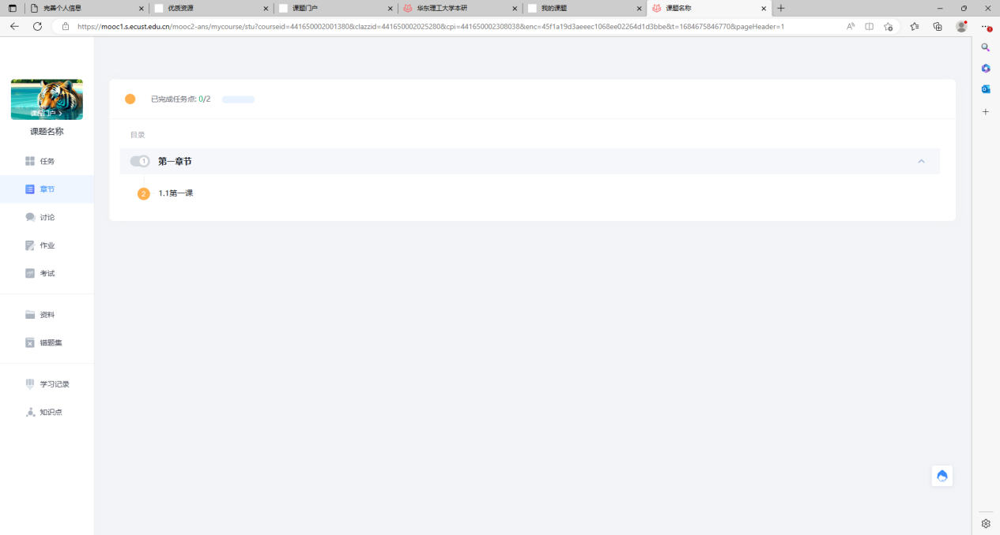 完善个人信息
优质资源
课题门户
华东理工大学本研
我的课题
课题名称
https://mooc1.s.ecust.edu.cn/mooc2-ans/mycourse/stu?courseid=441650002001380&clazzid=441650002025280&cpi=441650002308038&enc=45f1a19d3aeeec1068ee02264d1d3bbe&t=1684675846770&pageHeader=1
课程门户 >
课题名称
任务
章节
讨论
作业
考试
资料
错题集
学习记录
知识点
已完成任务点: 0/2
目录
1 第一章节
2 1.1第一课